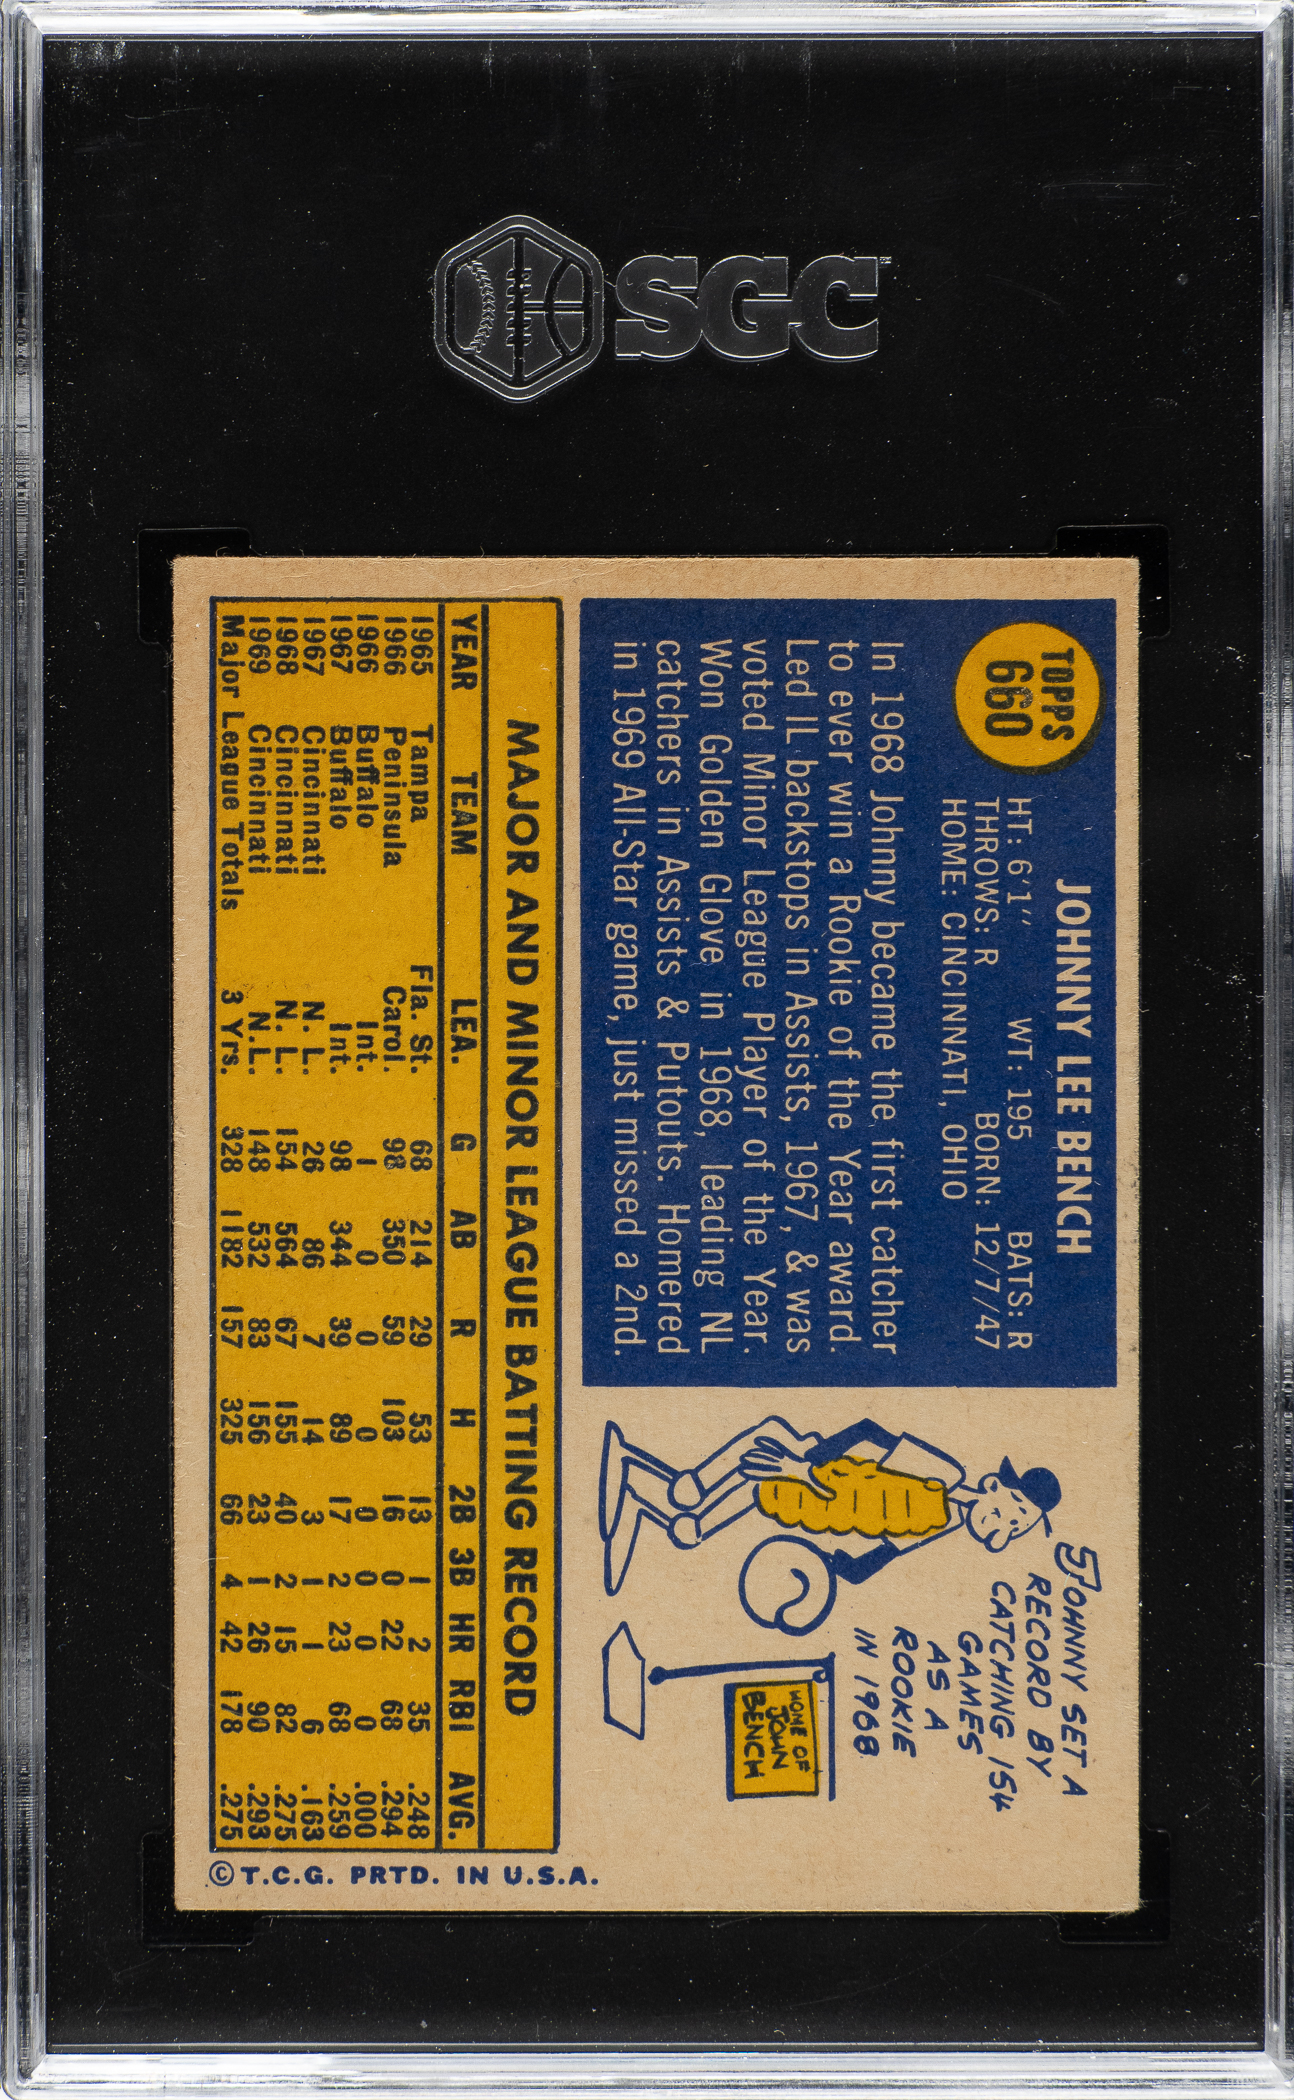 SGC
TOPPS
660
JOHNNY LEE BENCH
HT: 6'1" WT: 195 BATS: R
THROWS: R BORN: 12/7/47
HOME: CINCINNATI, OHIO
In 1968 Johnny became the first catcher
to ever win a Rookie of the Year award.
Led IL backstops in Assists, 1967, & was
voted Minor League Player of the Year.
Won Golden Glove in 1968, leading NL
catchers in Assists & Putouts. Homered
in 1969 All-Star game, just missed a 2nd.
JOHNNY SET A
RECORD BY
CATCHING 154
GAMES
AS A
ROOKIE
IN 1968
HOME OF
JOHN
BENCH
MAJOR AND MINOR LEAGUE BATTING RECORD
YEAR TEAM LEA. G AB R H 2B 3B HR RBI AVG.
1965 Tampa Fla. St. 68 214 29 53 13 1 2 35 .248
1966 Peninsula Carol. 98 350 59 103 16 0 22 68 .294
1966 Buffalo Int. 1 0 0 0 0 0 0 0 .000
1967 Buffalo Int. 98 344 39 89 17 2 23 68 .259
1967 Cincinnati N. L. 26 86 7 14 3 1 1 6 .163
1968 Cincinnati N. L. 154 564 67 155 40 2 15 82 .275
1969 Cincinnati N.L. 148 532 83 156 23 1 26 90 .293
Major League Totals 3 Yrs. 328 1182 157 325 66 4 42 178 .275
© T.C.G. PRTD. IN U.S.A.